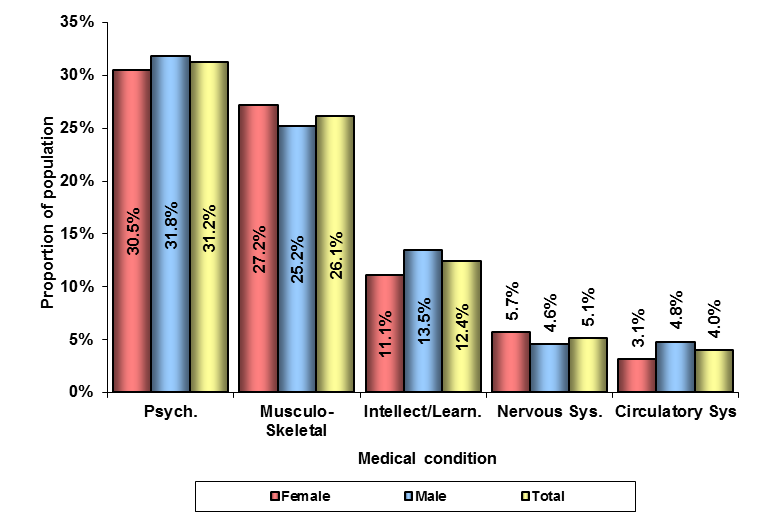 35%
30%
25%
20%
15%
10%
5%
0%
Proportion of population
30.5%
31.8%
31.2%
27.2%
25.2%
26.1%
11.1%
13.5%
12.4%
5.7%
4.6%
5.1%
3.1%
4.8%
4.0%
Psych.
Musculo-
Skeletal
Intellect/Learn.
Nervous Sys.
Circulatory Sys
Medical condition
Female Male Total